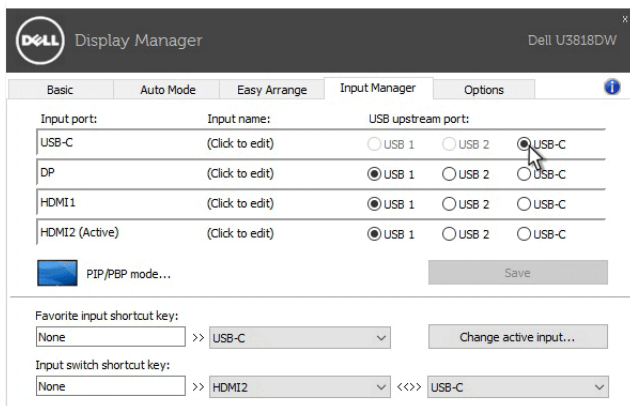 DELL Display Manager Dell U3818DW x
Basic Auto Mode Easy Arrange Input Manager Options i
Input port: Input name: USB upstream port:
USB-C (Click to edit) USB 1 USB 2 USB-C
DP (Click to edit) USB 1 USB 2 USB-C
HDMI1 (Click to edit) USB 1 USB 2 USB-C
HDMI2 (Active) (Click to edit) USB 1 USB 2 USB-C
PIP/PBP mode... Save
Favorite input shortcut key:
None >> USB-C Change active input...
Input switch shortcut key:
None >> HDMI2 <<>> USB-C